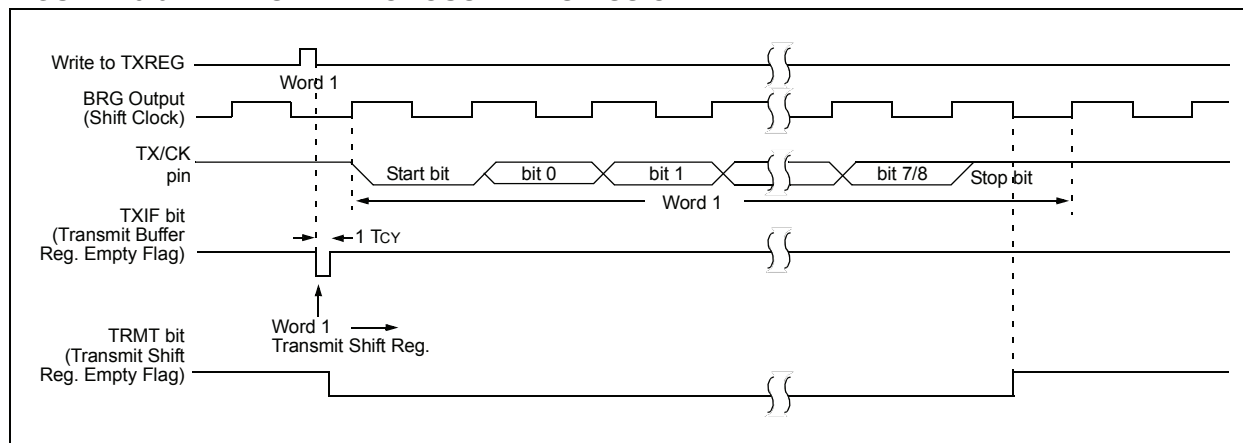 Write to TXREG
Word 1
BRG Output
(Shift Clock)
TX/CK
pin
Start bit
bit 0
bit 1
bit 7/8
Stop bit
Word 1
TXIF bit
(Transmit Buffer
Reg. Empty Flag)
1 TCY
Word 1
Transmit Shift Reg.
TRMT bit
(Transmit Shift
Reg. Empty Flag)